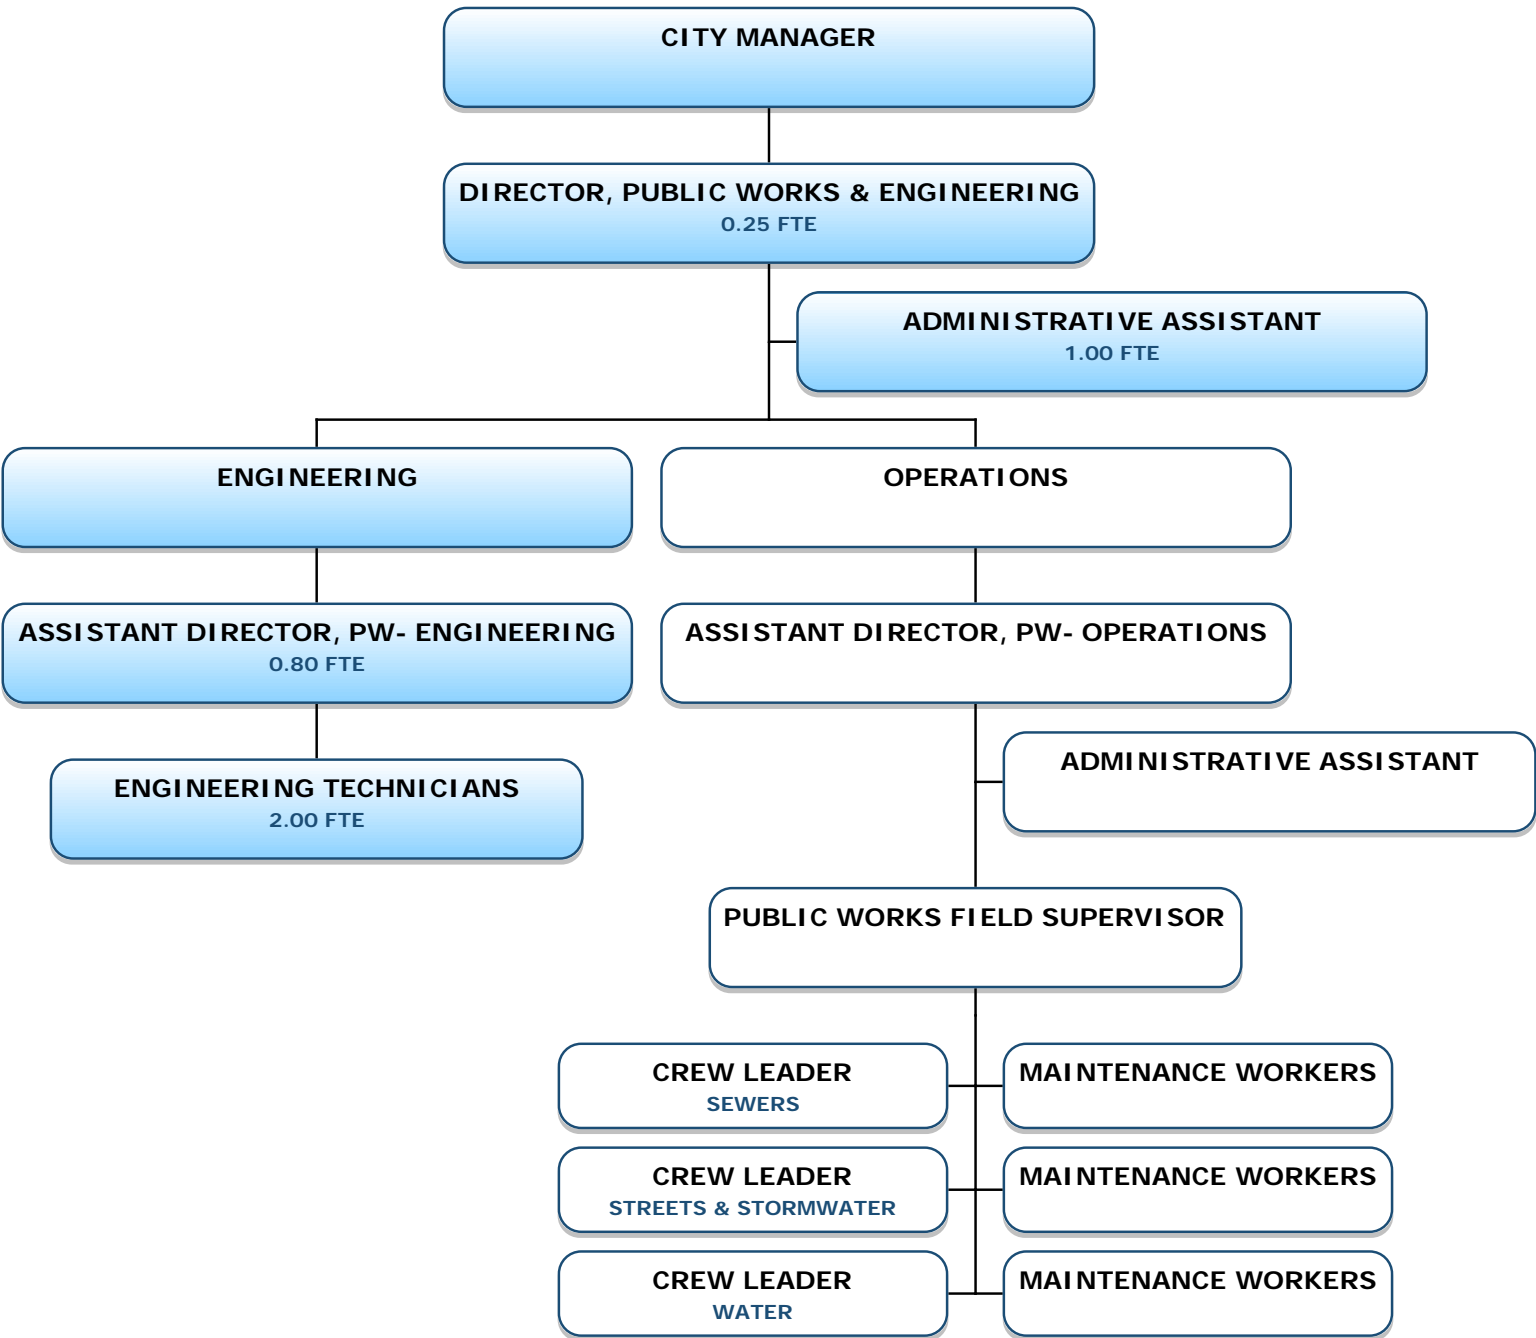 CITY MANAGER
DIRECTOR, PUBLIC WORKS & ENGINEERING
0.25 FTE
ADMINISTRATIVE ASSISTANT
1.00 FTE
ENGINEERING
OPERATIONS
ASSISTANT DIRECTOR, PW- ENGINEERING
0.80 FTE
ASSISTANT DIRECTOR, PW- OPERATIONS
ENGINEERING TECHNICIANS
2.00 FTE
ADMINISTRATIVE ASSISTANT
PUBLIC WORKS FIELD SUPERVISOR
CREW LEADER
SEWERS
MAINTENANCE WORKERS
CREW LEADER
STREETS & STORMWATER
MAINTENANCE WORKERS
CREW LEADER
WATER
MAINTENANCE WORKERS